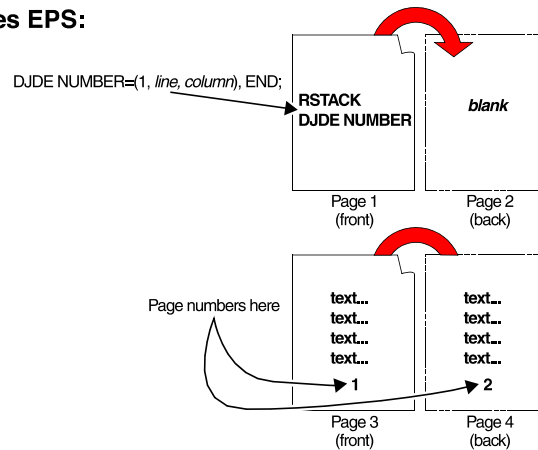 es EPS:
DJDE NUMBER=(1, line, column), END;
RSTACK
DJDE NUMBER
blank
Page 1
(front)
Page 2
(back)
Page numbers here
text...
text...
text...
text...
1
text...
text...
text...
text...
2
Page 3
(front)
Page 4
(back)